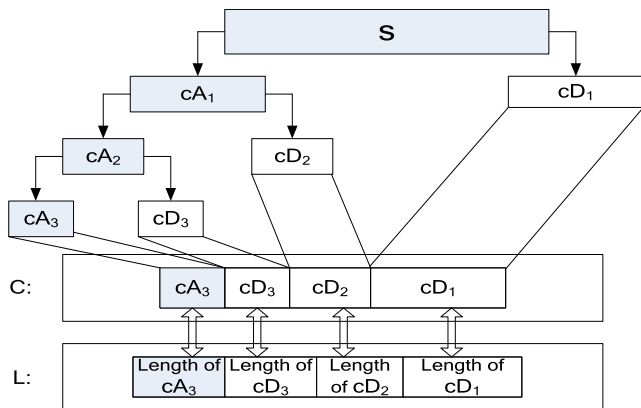 S
cA₁
cD₁
cA₂
cD₂
cA₃
cD₃
C:
cA₃ cD₃ cD₂ cD₁
L:
Length of cA₃
Length of cD₃
Length of cD₂
Length of cD₁